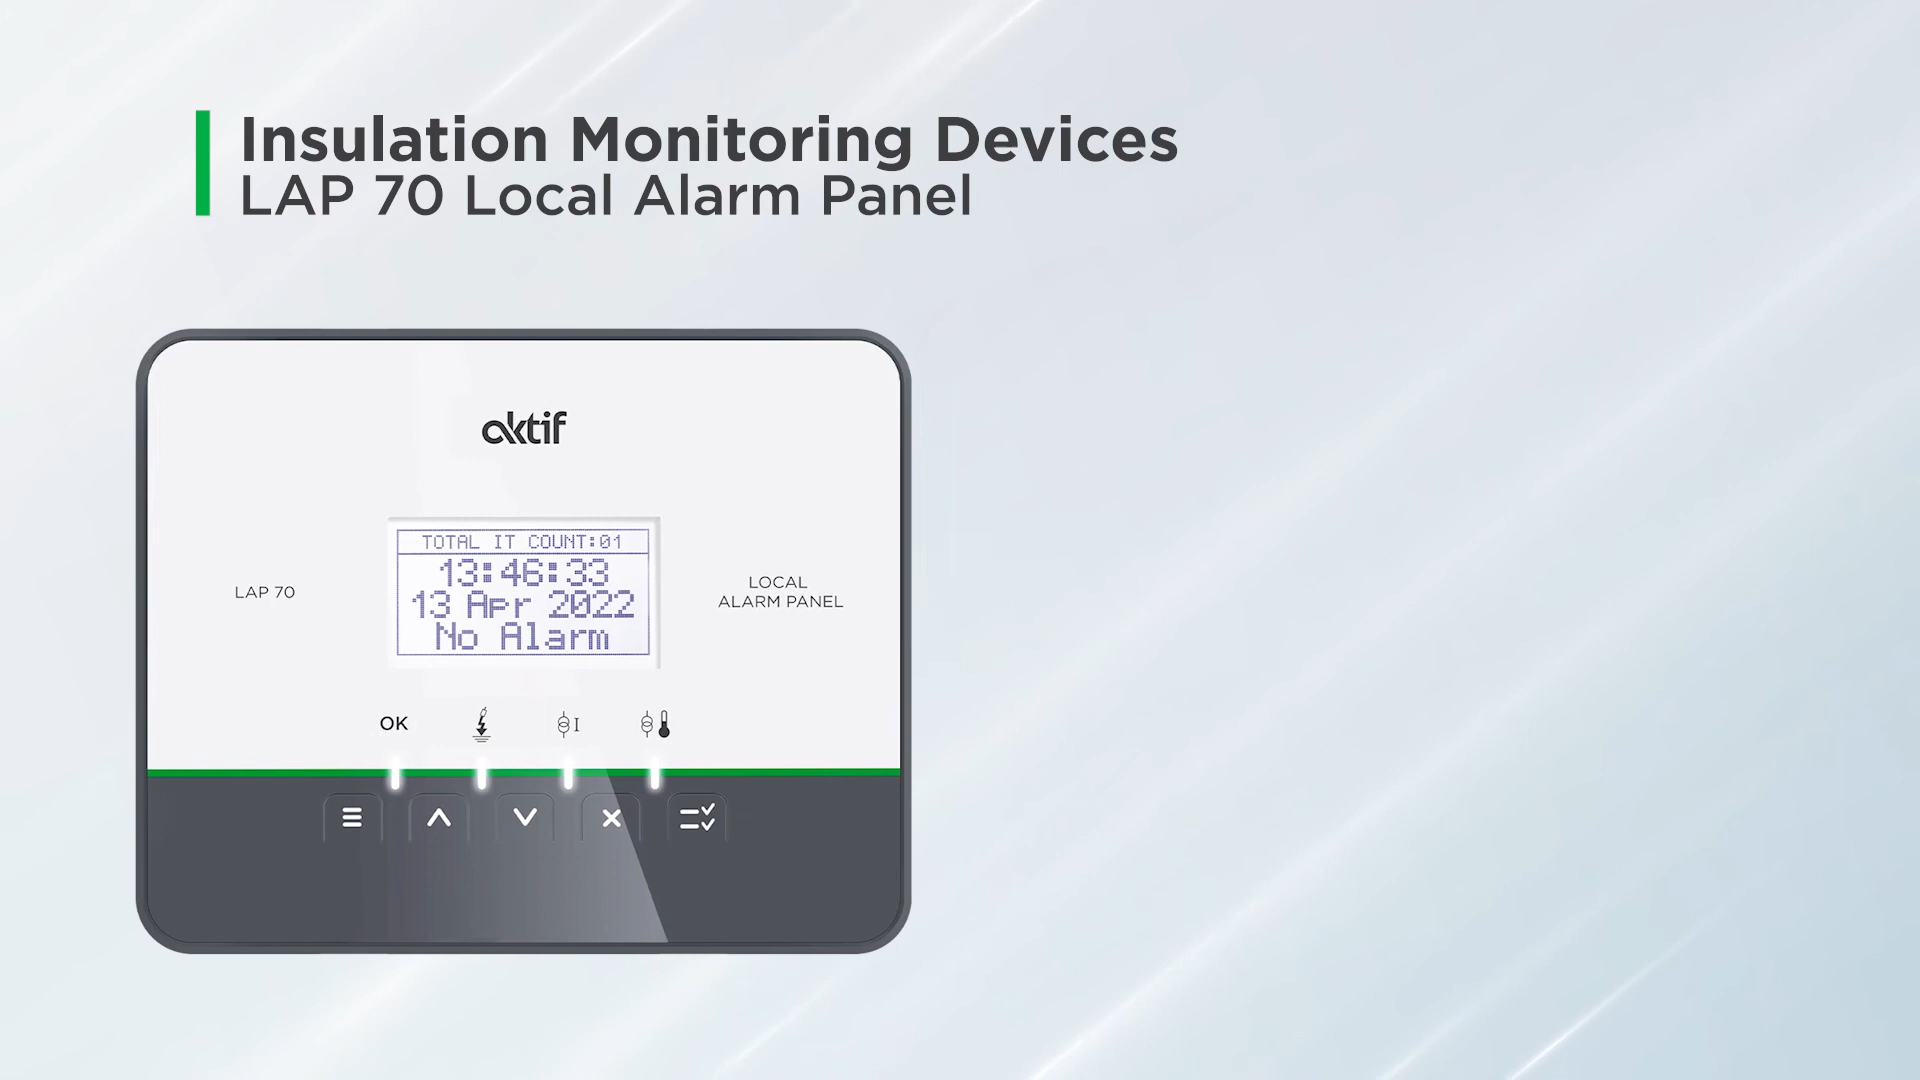 Insulation Monitoring Devices
LAP 70 Local Alarm Panel
aktif
TOTAL IT COUNT:01
13:46:33
13 Apr 2022
No Alarm
LAP 70
LOCAL
ALARM PANEL
OK
I